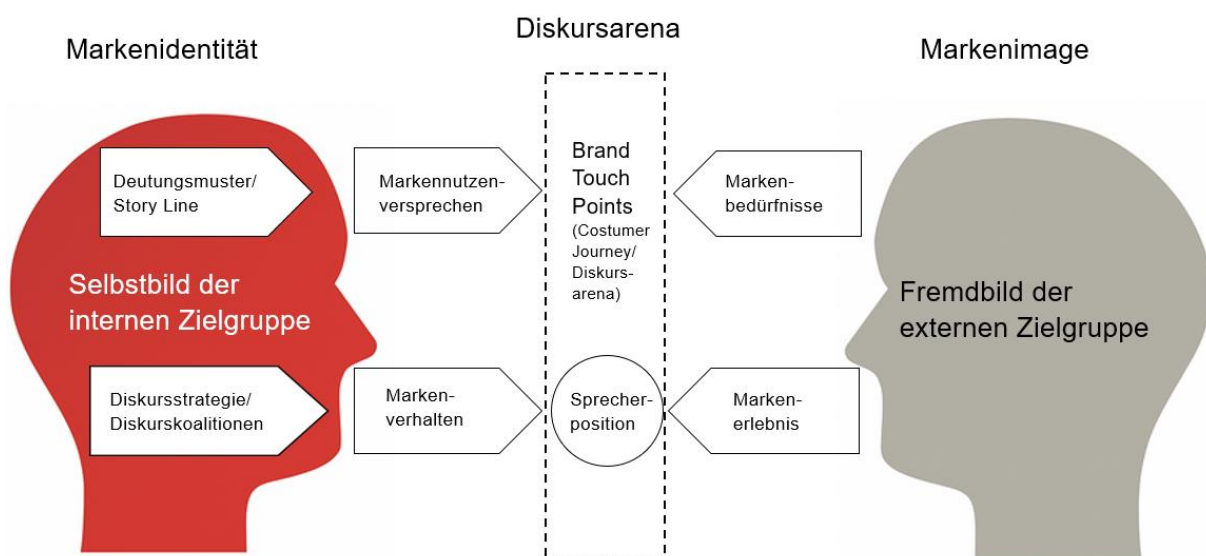 Markenidentität
Diskursarena
Markenimage
Deutungsmuster/
Story Line
Markennutzen-
versprechen
Brand
Touch
Points
(Costumer
Journey/
Diskurs-
arena)
Marken-
bedürfnisse
Selbstbild der
internen Zielgruppe
Fremdbild der
externen Zielgruppe
Diskursstrategie/
Diskurskoalitionen
Marken-
verhalten
Sprecher-
position
Marken-
erlebnis